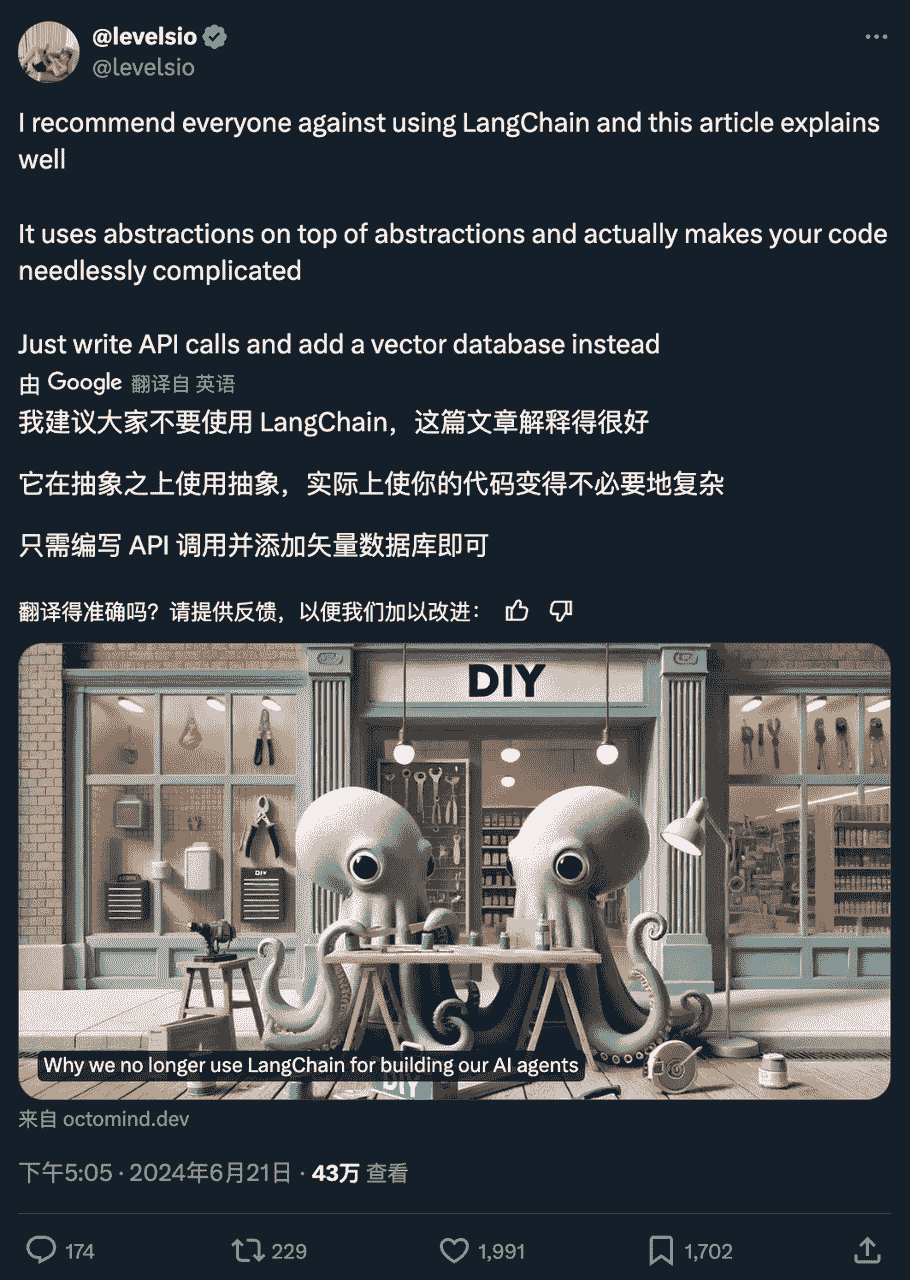 @levelsio
@levelsio
I recommend everyone against using LangChain and this article explains
well
It uses abstractions on top of abstractions and actually makes your code
needlessly complicated
Just write API calls and add a vector database instead
由 Google 翻译自 英语
我建议大家不要使用 LangChain，这篇文章解释得很好
它在抽象之上使用抽象，实际上使你的代码变得不必要地复杂
只需编写 API 调用并添加矢量数据库即可
翻译得准确吗？请提供反馈，以便我们加以改进：
DIY
DIY
DIY
Why we no longer use LangChain for building our AI agents
来自 octomind.dev
下午5:05 · 2024年6月21日 · 43万 查看
174
229
1,991
1,702